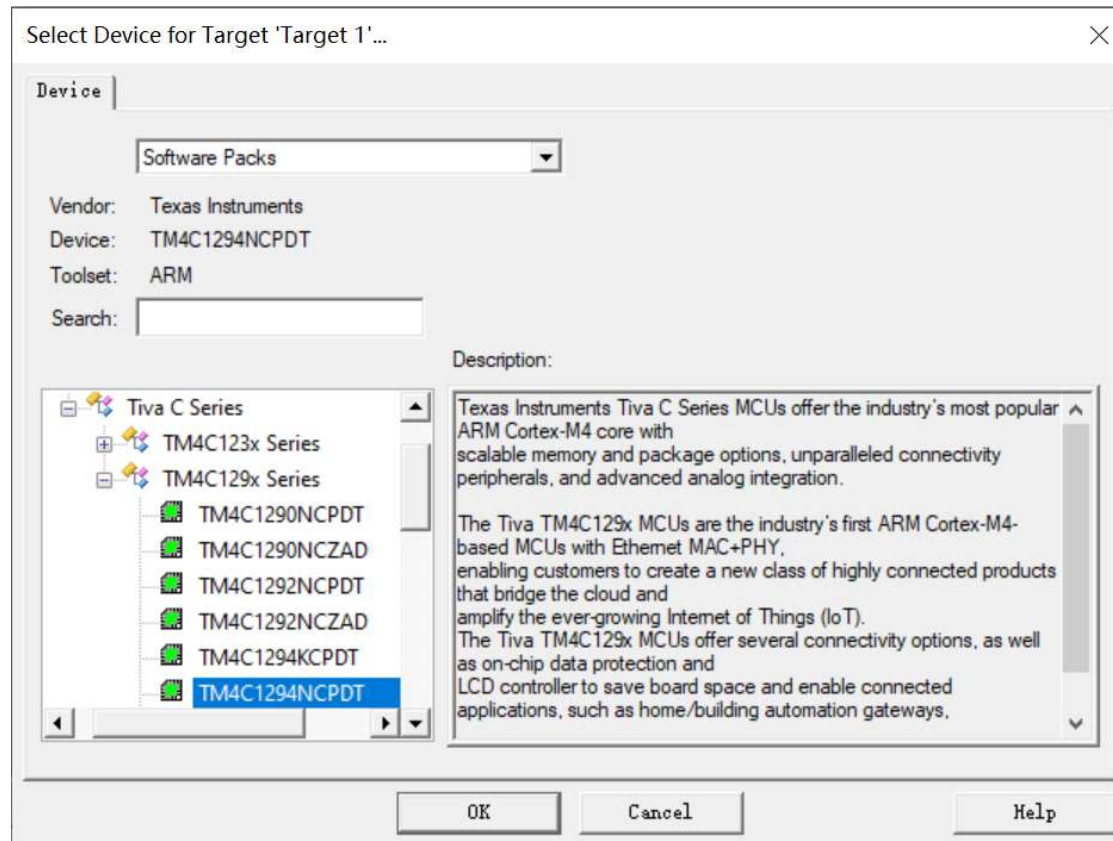 Select Device for Target 'Target 1'...
Device
Software Packs
Vendor: Texas Instruments
Device: TM4C1294NCPDT
Toolset: ARM
Search:
Description:
Tiva C Series
TM4C123x Series
TM4C129x Series
TM4C1290NCPDT
TM4C1290NCZAD
TM4C1292NCPDT
TM4C1292NCZAD
TM4C1294KCPDT
TM4C1294NCPDT
Texas Instruments Tiva C Series MCUs offer the industry's most popular
ARM Cortex-M4 core with
scalable memory and package options, unparalleled connectivity
peripherals, and advanced analog integration.
The Tiva TM4C129x MCUs are the industry's first ARM Cortex-M4-
based MCUs with Ethernet MAC+PHY,
enabling customers to create a new class of highly connected products
that bridge the cloud and
amplify the ever-growing Internet of Things (IoT).
The Tiva TM4C129x MCUs offer several connectivity options, as well
as on-chip data protection and
LCD controller to save board space and enable connected
applications, such as home/building automation gateways,
OK
Cancel
Help